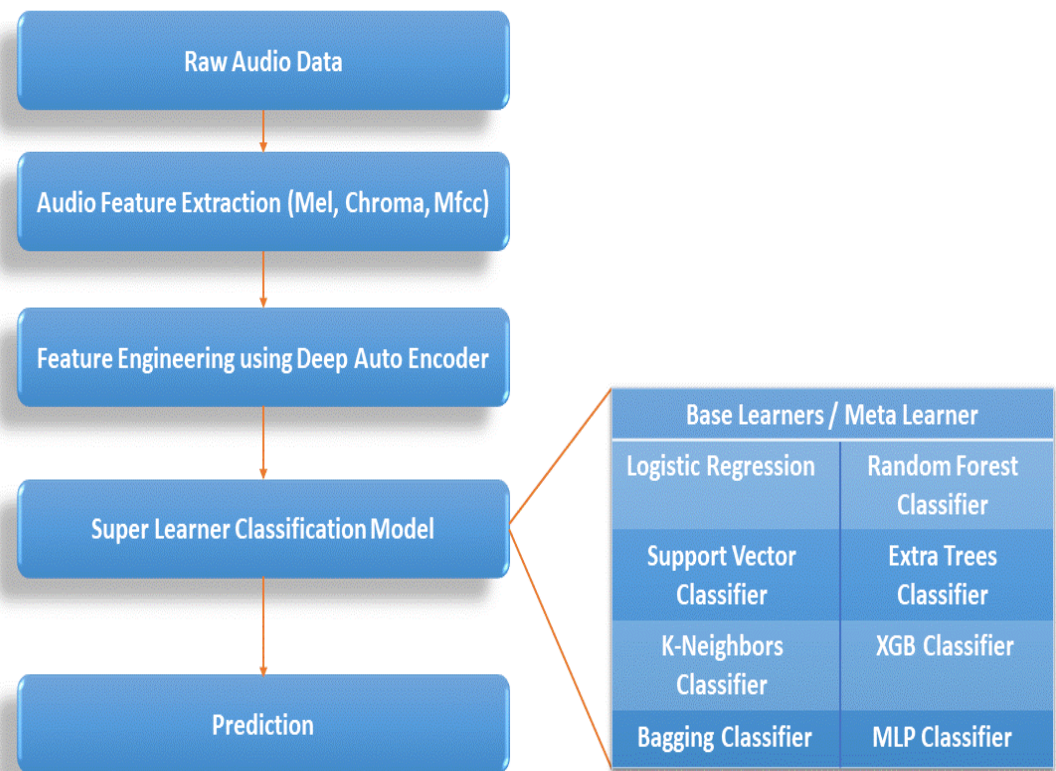 Raw Audio Data
Audio Feature Extraction (Mel, Chroma, Mfcc)
Feature Engineering using Deep Auto Encoder
Super Learner Classification Model
Prediction
Base Learners / Meta Learner
Logistic Regression
Random Forest
Classifier
Support Vector
Classifier
Extra Trees
Classifier
K-Neighbors
Classifier
XGB Classifier
Bagging Classifier
MLP Classifier